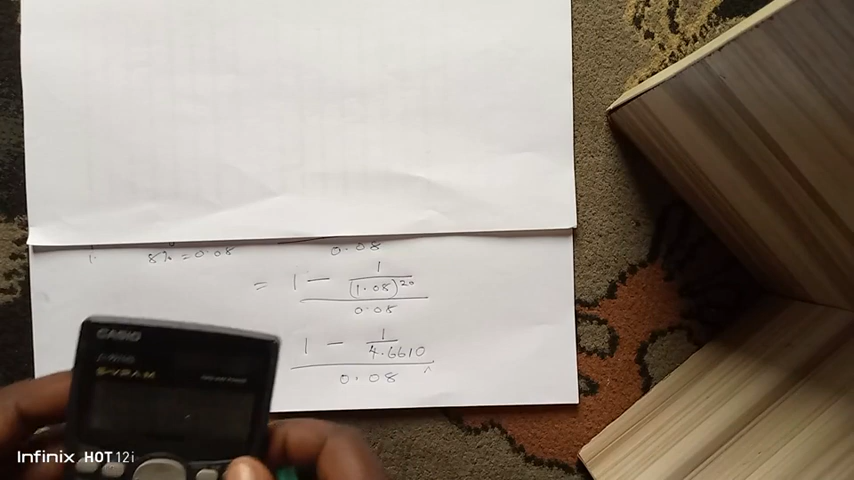 8% = 0.08
0.08
= 1 - 1
(1.08)20
0.08
1 - 1
4.6610
0.08
CASIO
S-V.P.A.M.
Infinix HOT 12i